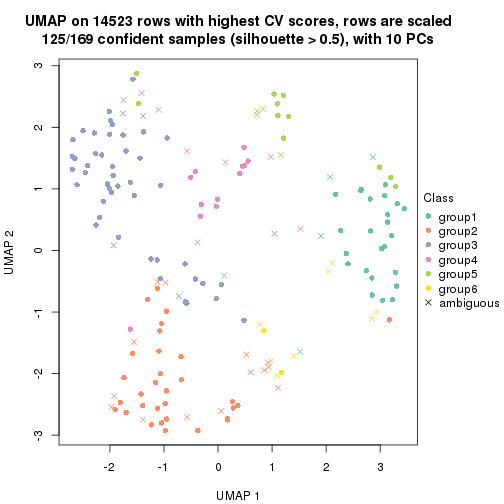 UMAP on 14523 rows with highest CV scores, rows are scaled
125/169 confident samples (silhouette > 0.5), with 10 PCs
3
2
1
0
-1
-2
-3
UMAP 2
-2
-1
0
1
2
3
UMAP 1
Class
group1
group2
group3
group4
group5
group6
ambiguous